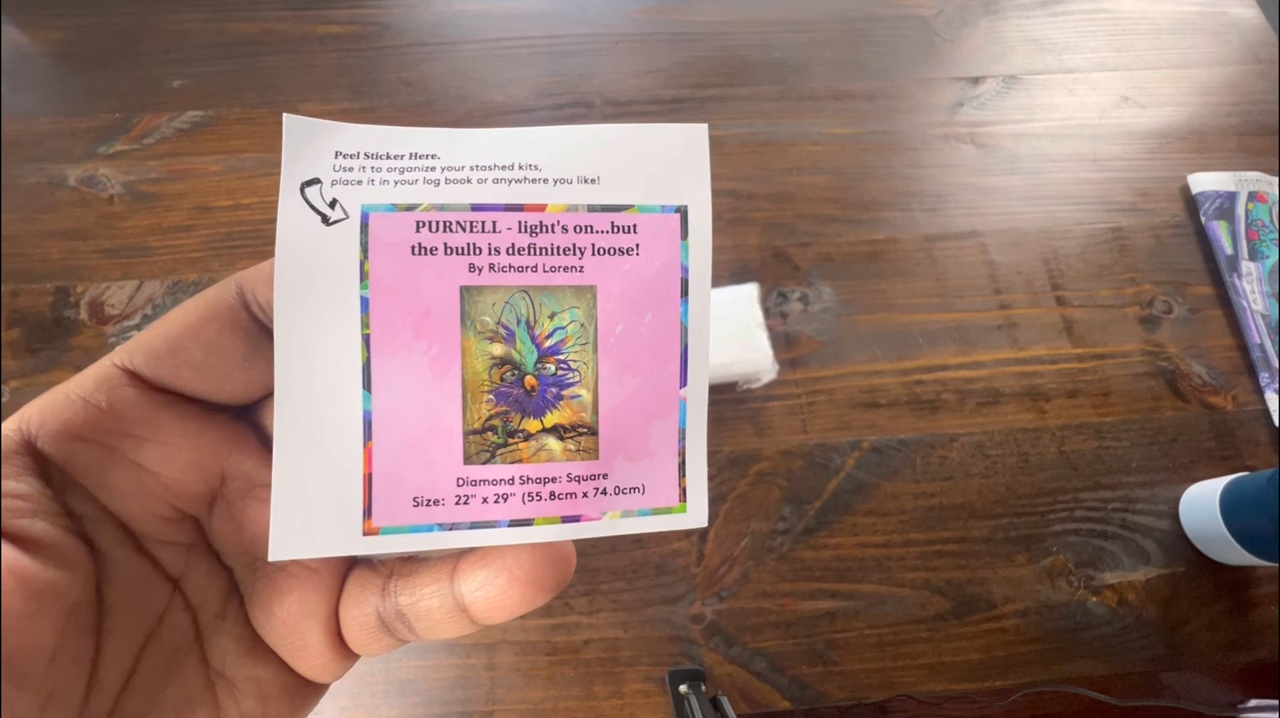 Peel Sticker Here.
Use it to organize your stashed kits,
place it in your log book or anywhere you like!
PURNELL - light's on...but
the bulb is definitely loose!
By Richard Lorenz
Diamond Shape: Square
Size: 22" x 29" (55.8cm x 74.0cm)